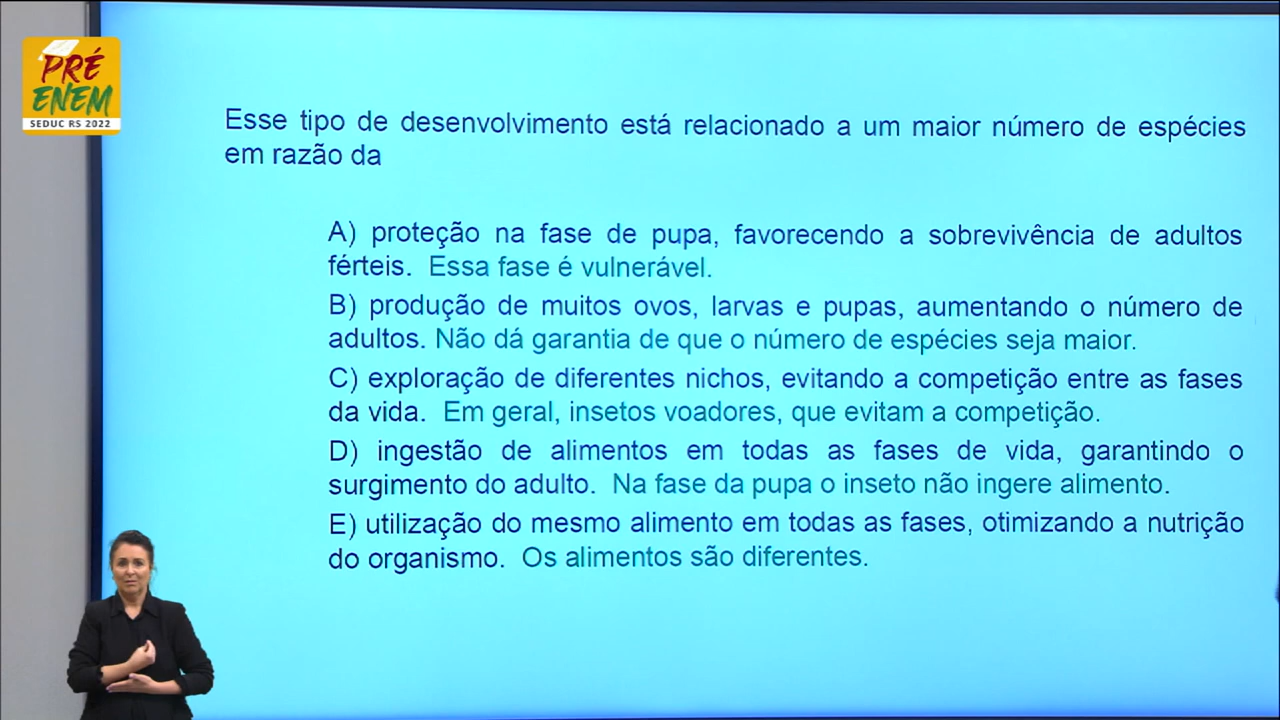 PRÉ
ENEM
SEDUC RS 2022
Esse tipo de desenvolvimento está relacionado a um maior número de espécies
em razão da
A) proteção na fase de pupa, favorecendo a sobrevivência de adultos
férteis. Essa fase é vulnerável.
B) produção de muitos ovos, larvas e pupas, aumentando o número de
adultos. Não dá garantia de que o número de espécies seja maior.
C) exploração de diferentes nichos, evitando a competição entre as fases
da vida. Em geral, insetos voadores, que evitam a competição.
D) ingestão de alimentos em todas as fases de vida, garantindo o
surgimento do adulto. Na fase da pupa o inseto não ingere alimento.
E) utilização do mesmo alimento em todas as fases, otimizando a nutrição
do organismo. Os alimentos são diferentes.